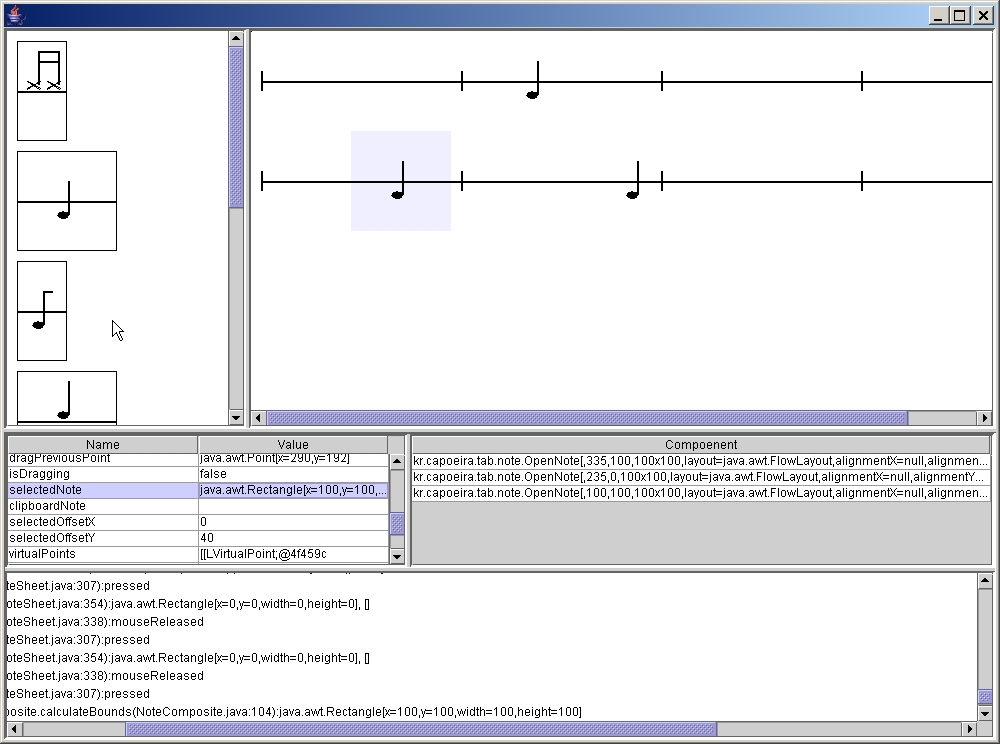 Name Value
dragPreviousPoint java.awt.Point[x=290,y=192]
isDragging false
selectedNote java.awt.Rectangle[x=100,y=100,...
clipboardNote
selectedOffsetX 0
selectedOffsetY 40
virtualPoints [[LVirtualPoint;@4f459c
Compoenent
kr.capoeira.tab.note.OpenNote[,335,100,100x100,layout=java.awt.FlowLayout,alignmentX=null,alignmen...
kr.capoeira.tab.note.OpenNote[,235,0,100x100,layout=java.awt.FlowLayout,alignmentX=null,alignmentY...
kr.capoeira.tab.note.OpenNote[,100,100,100x100,layout=java.awt.FlowLayout,alignmentX=null,alignmen...
teSheet.java:307):pressed
oteSheet.java:354):java.awt.Rectangle[x=0,y=0,width=0,height=0], []
oteSheet.java:338):mouseReleased
teSheet.java:307):pressed
oteSheet.java:354):java.awt.Rectangle[x=0,y=0,width=0,height=0], []
oteSheet.java:338):mouseReleased
teSheet.java:307):pressed
posite.calculateBounds(NoteComposite.java:104):java.awt.Rectangle[x=100,y=100,width=100,height=100]